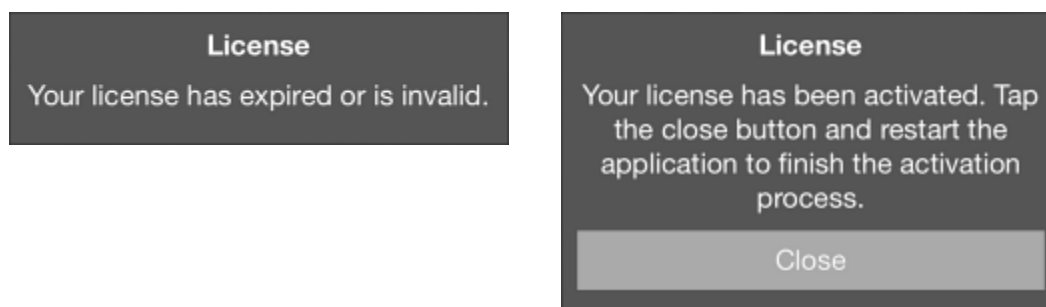 License
Your license has expired or is invalid.
License
Your license has been activated. Tap
the close button and restart the
application to finish the activation
process.
Close